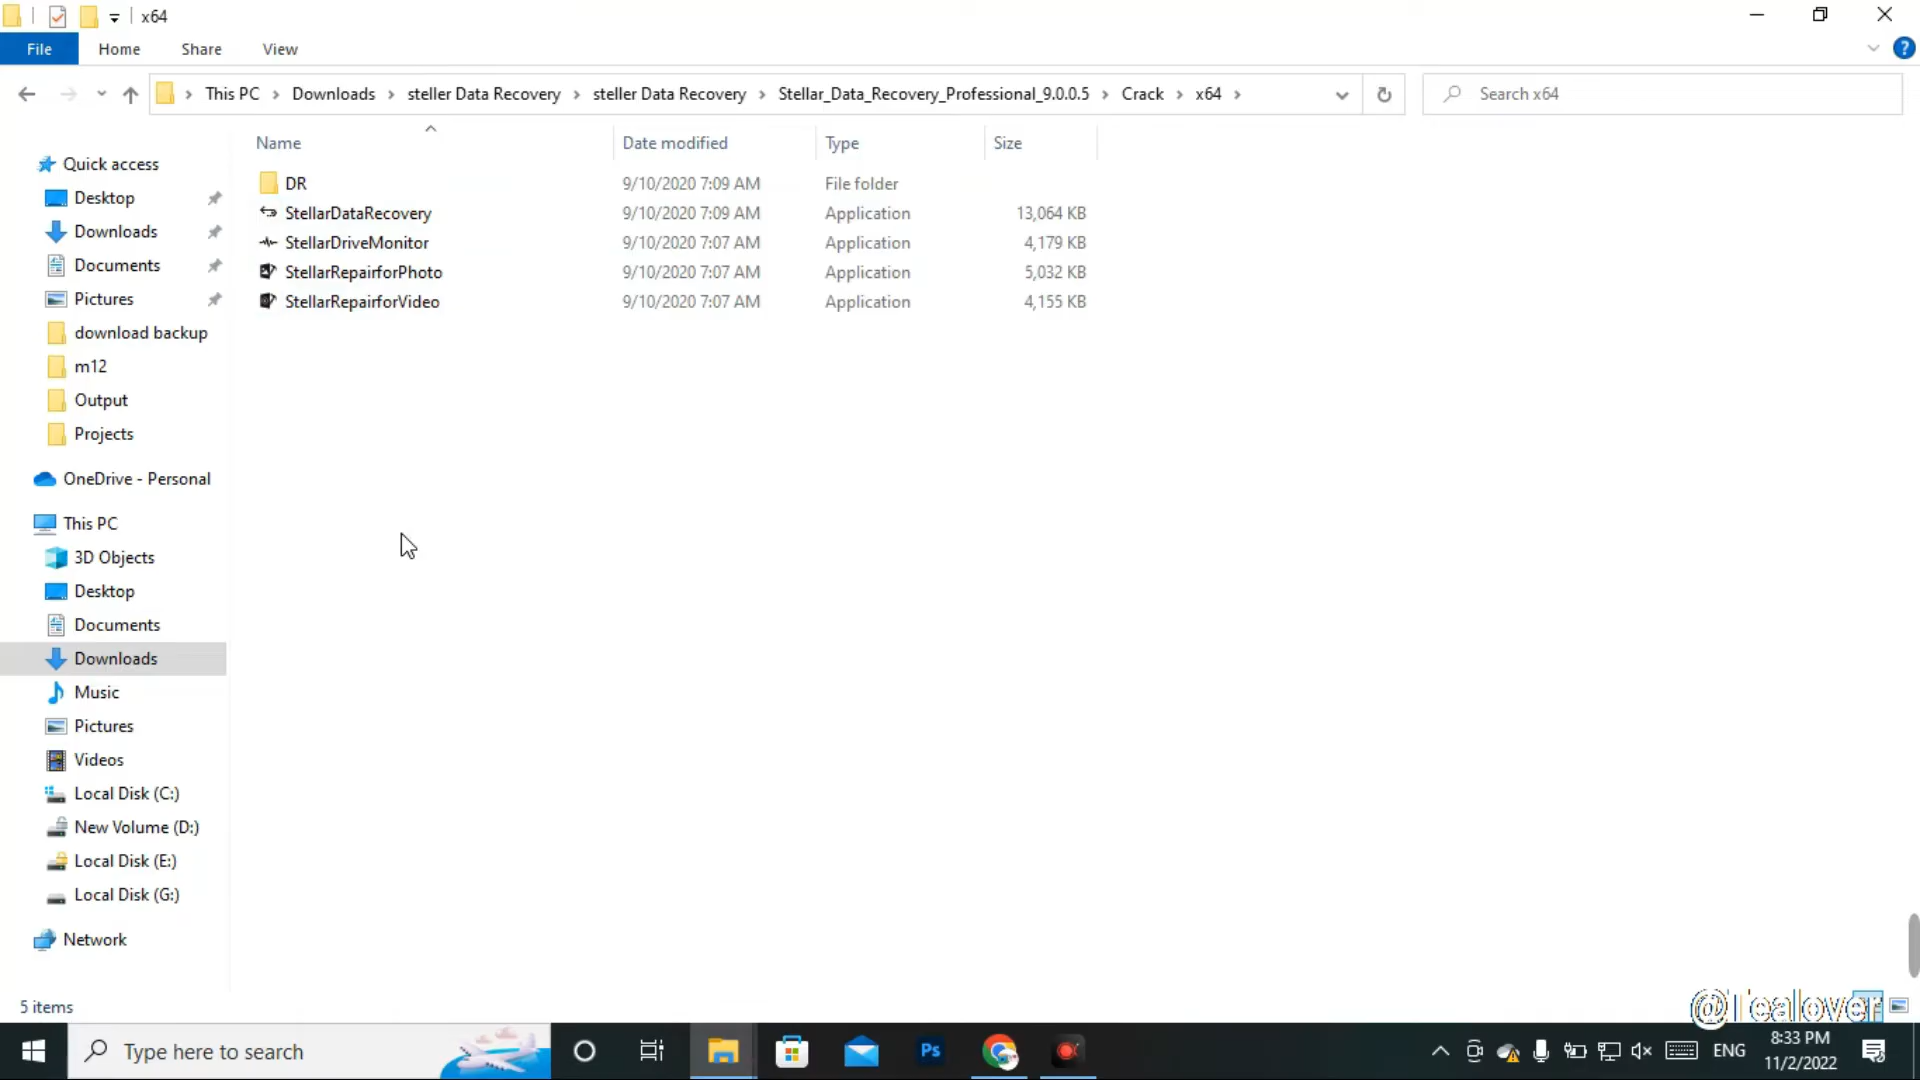 x64
File Home Share View
This PC Downloads steller Data Recovery steller Data Recovery Stellar_Data_Recovery_Professional_9.0.0.5 Crack x64
Search x64
Name Date modified Type Size
DR 9/10/2020 7:09 AM File folder
StellarDataRecovery 9/10/2020 7:09 AM Application 13,064 KB
StellarDriveMonitor 9/10/2020 7:07 AM Application 4,179 KB
StellarRepairforPhoto 9/10/2020 7:07 AM Application 5,032 KB
StellarRepairforVideo 9/10/2020 7:07 AM Application 4,155 KB
Quick access
Desktop
Downloads
Documents
Pictures
download backup
m12
Output
Projects
OneDrive - Personal
This PC
3D Objects
Desktop
Documents
Downloads
Music
Pictures
Videos
Local Disk (C:)
New Volume (D:)
Local Disk (E:)
Local Disk (G:)
Network
5 items
@Tealover
Type here to search
Ps
ENG
8:33 PM
11/2/2022